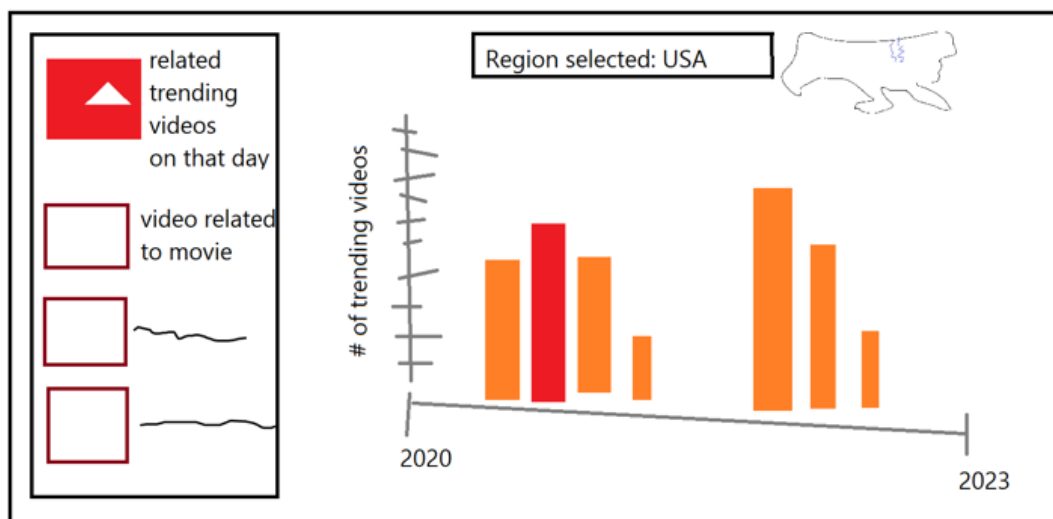 related
trending
videos
on that day
video related
to movie
Region selected: USA
# of trending videos
2020
2023